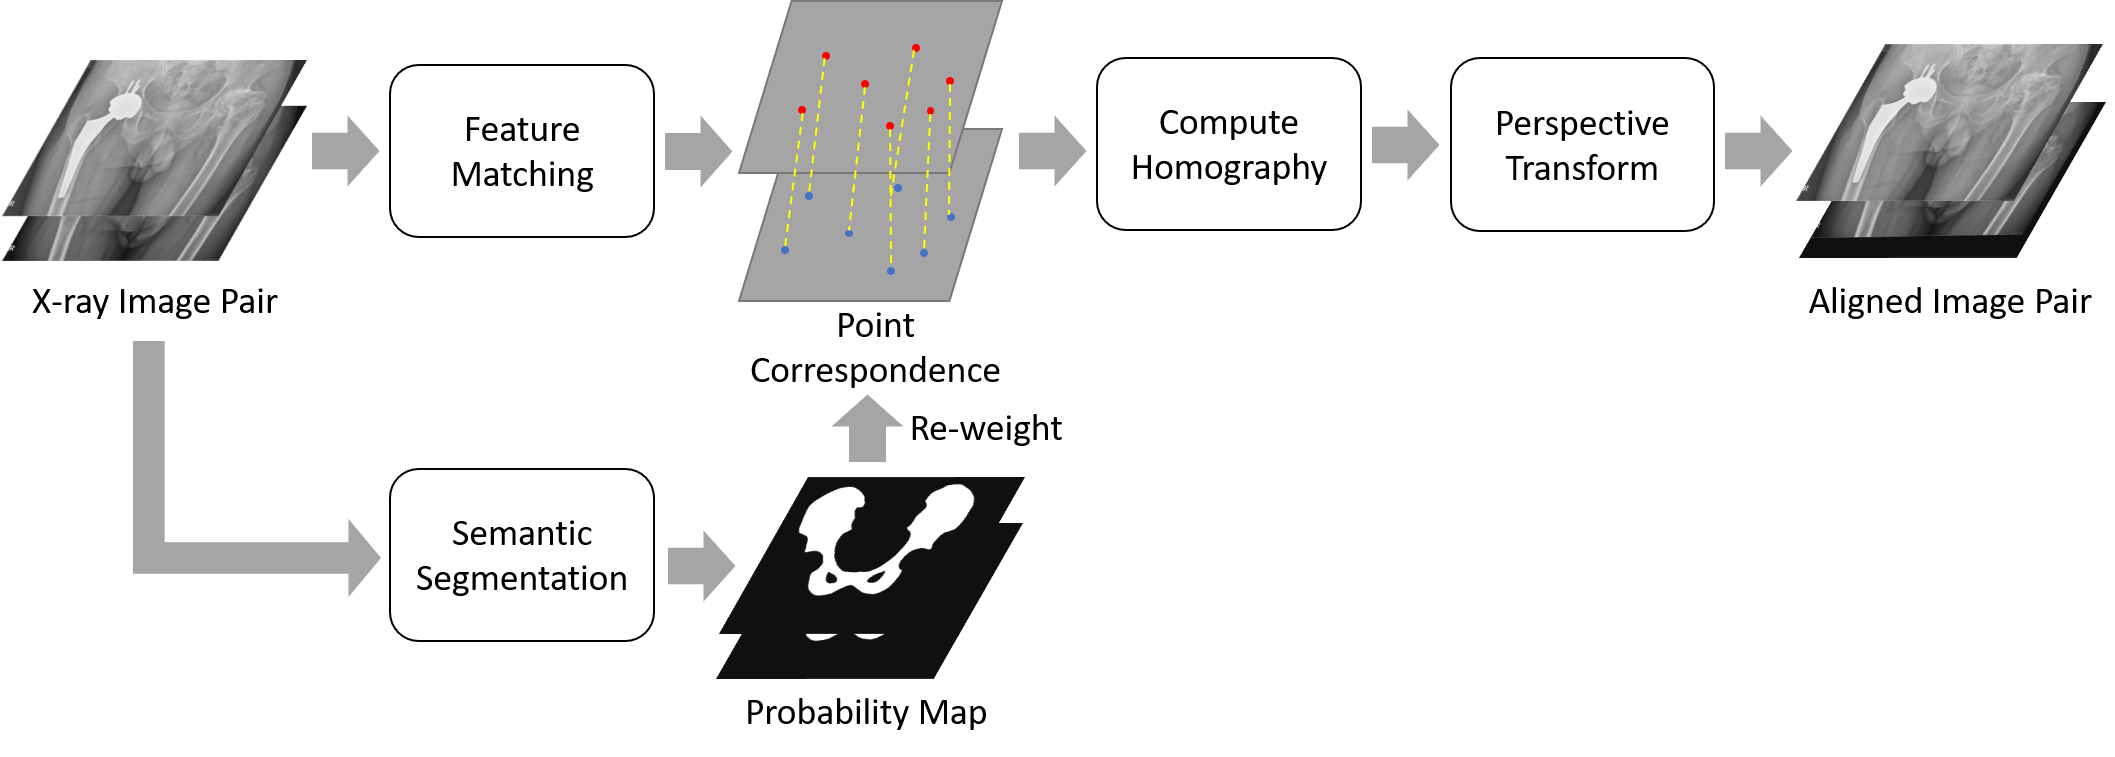 Feature
Matching
Compute
Homography
Perspective
Transform
X-ray Image Pair
Point
Correspondence
Aligned Image Pair
Re-weight
Semantic
Segmentation
Probability Map